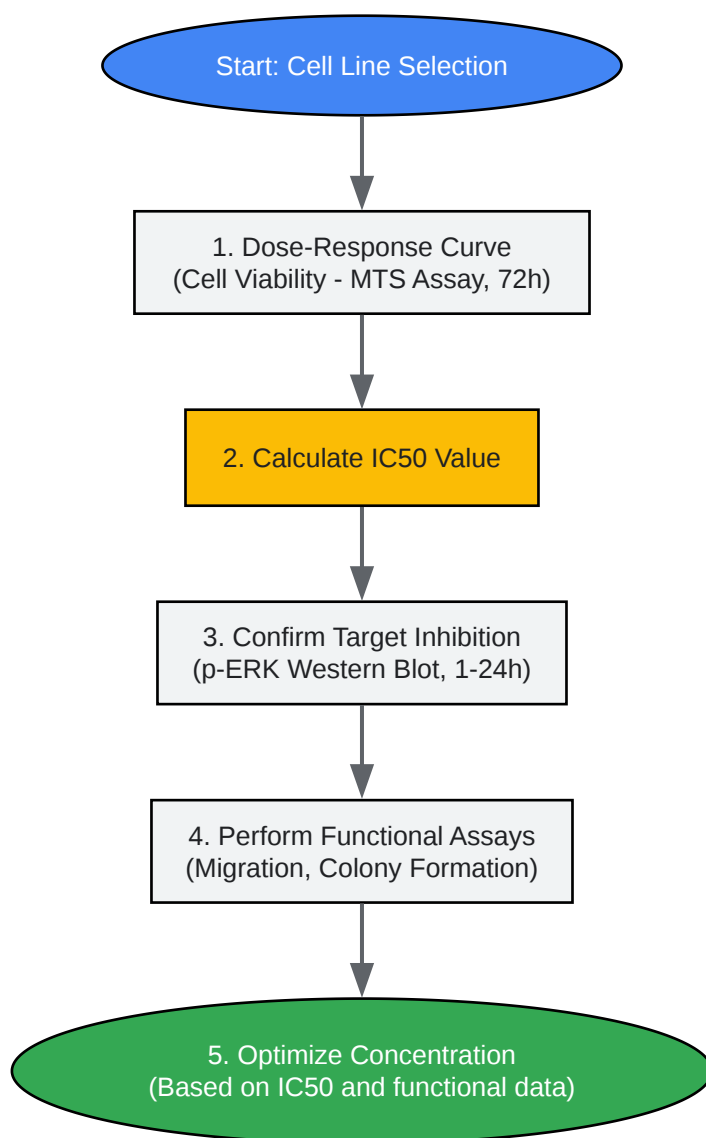 Start: Cell Line Selection
1. Dose-Response Curve
(Cell Viability - MTS Assay, 72h)
2. Calculate IC50 Value
3. Confirm Target Inhibition
(p-ERK Western Blot, 1-24h)
4. Perform Functional Assays
(Migration, Colony Formation)
5. Optimize Concentration
(Based on IC50 and functional data)